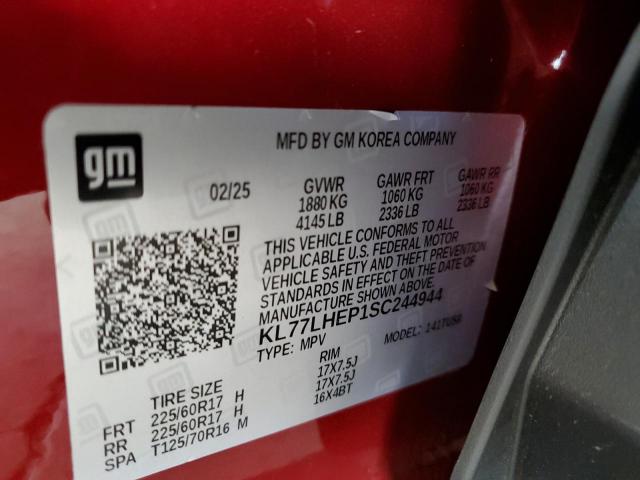 gm
MFD BY GM KOREA COMPANY
02/25 GVWR GAWR FRT GAWR RR
1880 KG 1060 KG 1060 KG
4145 LB 2336 LB 2336 LB
THIS VEHICLE CONFORMS TO ALL
APPLICABLE U.S. FEDERAL MOTOR
VEHICLE SAFETY AND THEFT PREVENTION
STANDARDS IN EFFECT ON THE DATE OF
MANUFACTURE SHOWN ABOVE.
KL77LHEP1SC244944
TYPE: MPV MODEL: 1TUS8
TIRE SIZE RIM
FRT 225/60R17 H 17X7.5J
RR 225/60R17 H 17X7.5J
SPA T125/70R16 M 16X4BT